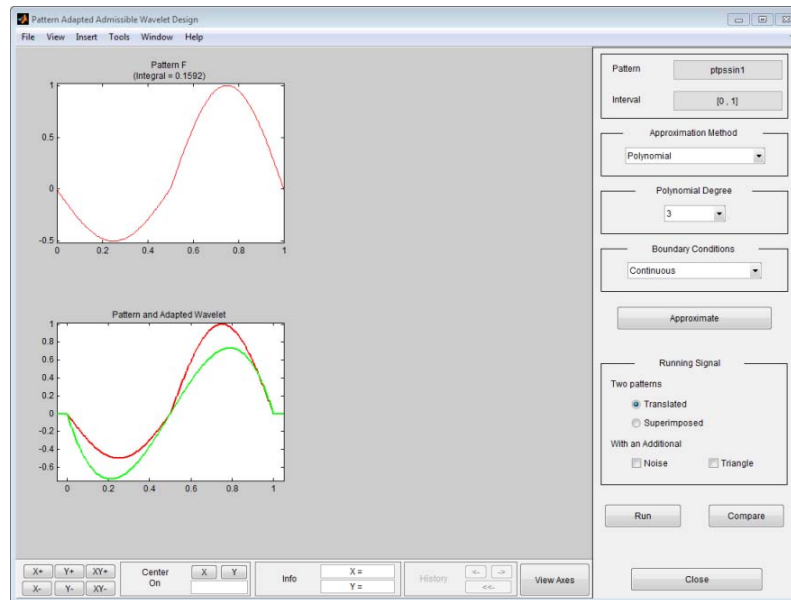 Pattern Adapted Admissible Wavelet Design
File View Insert Tools Window Help
Pattern F
(Integral = 0.1592)
1
0.5
0
-0.5
0 0.2 0.4 0.6 0.8 1
Pattern and Adapted Wavelet
1
0.8
0.6
0.4
0.2
0
-0.2
-0.4
-0.6
0 0.2 0.4 0.6 0.8 1
Pattern ptpssin1
Interval [0 , 1]
Approximation Method
Polynomial
Polynomial Degree
3
Boundary Conditions
Continuous
Approximate
Running Signal
Two patterns
Translated
Superimposed
With an Additional
Noise Triangle
Run Compare
Close
X+ Y+ XY+
X- Y- XY-
Center
On
X Y
Info
X =
Y =
History
<- ->
<<-
View Axes